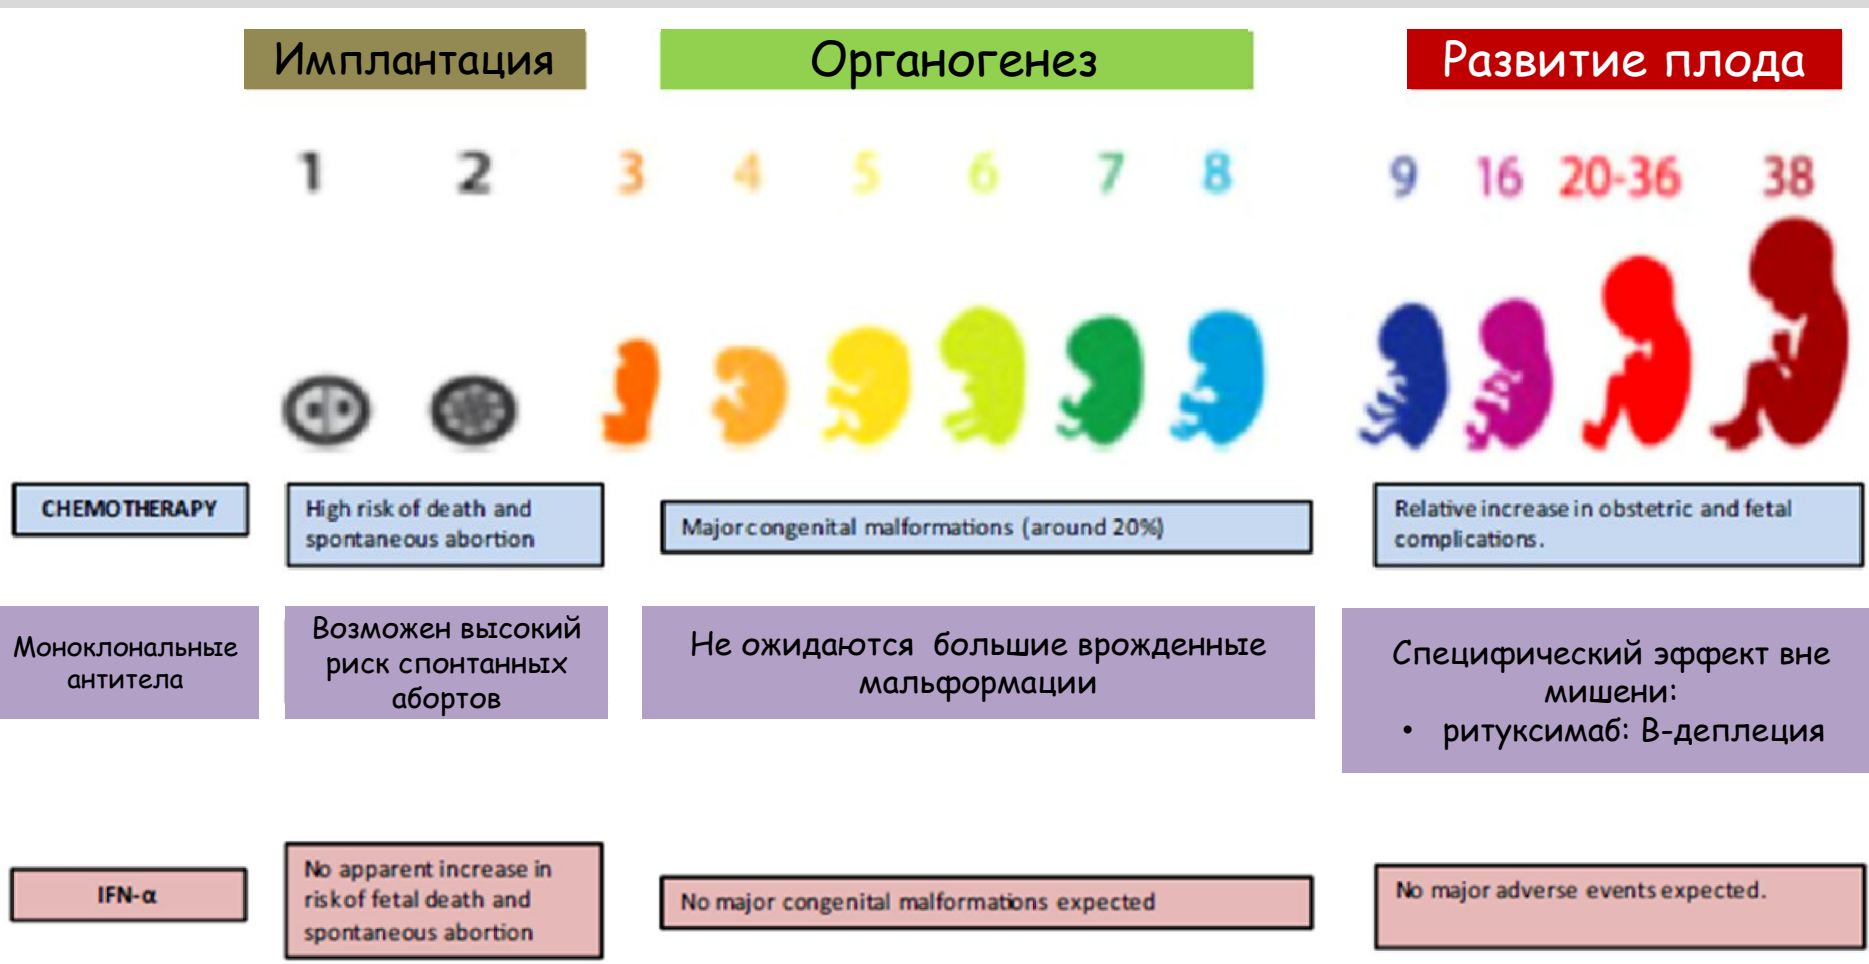 Имплантация
Органогенез
Развитие плода
1 2 3 4 5 6 7 8 9 16 20-36 38
CHEMOTHERAPY
High risk of death and
spontaneous abortion
Major congenital malformations (around 20%)
Relative increase in obstetric and fetal
complications.
Моноклональные
антитела
Возможен высокий
риск спонтанных
абортов
Не ожидаются большие врожденные
мальформации
Специфический эффект вне
мишени:
• ритуксимаб: В-деплеция
IFN-α
No apparent increase in
risk of fetal death and
spontaneous abortion
No major congenital malformations expected
No major adverse events expected.